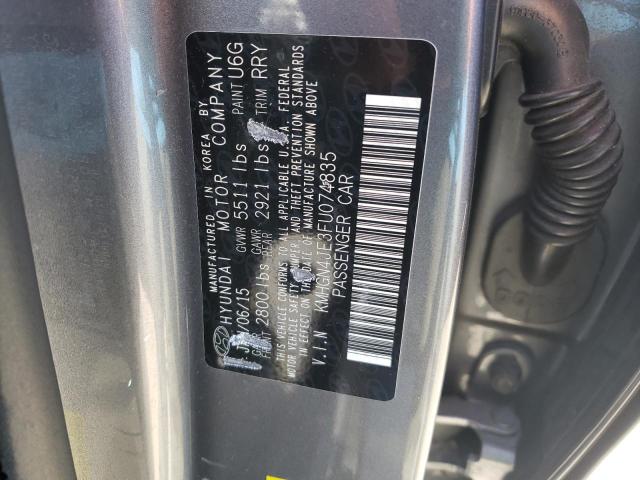 MANUFACTURED IN KOREA BY
HYUNDAI MOTOR COMPANY
/06/15 GVWR 5511 lbs PAINT U6G
2800 lbs GAWR REAR 2921 lbs TRIM RRY
VEHICLE CONFORMS TO ALL APPLICABLE U.S.A. FEDERAL
MOTOR VEHICLE SAFETY, AND THEFT PREVENTION STANDARDS
IN EFFECT ON THE DATE OF MANUFACTURE SHOWN ABOVE
V.I.N KMHGN4JE3FU074835
PASSENGER CAR